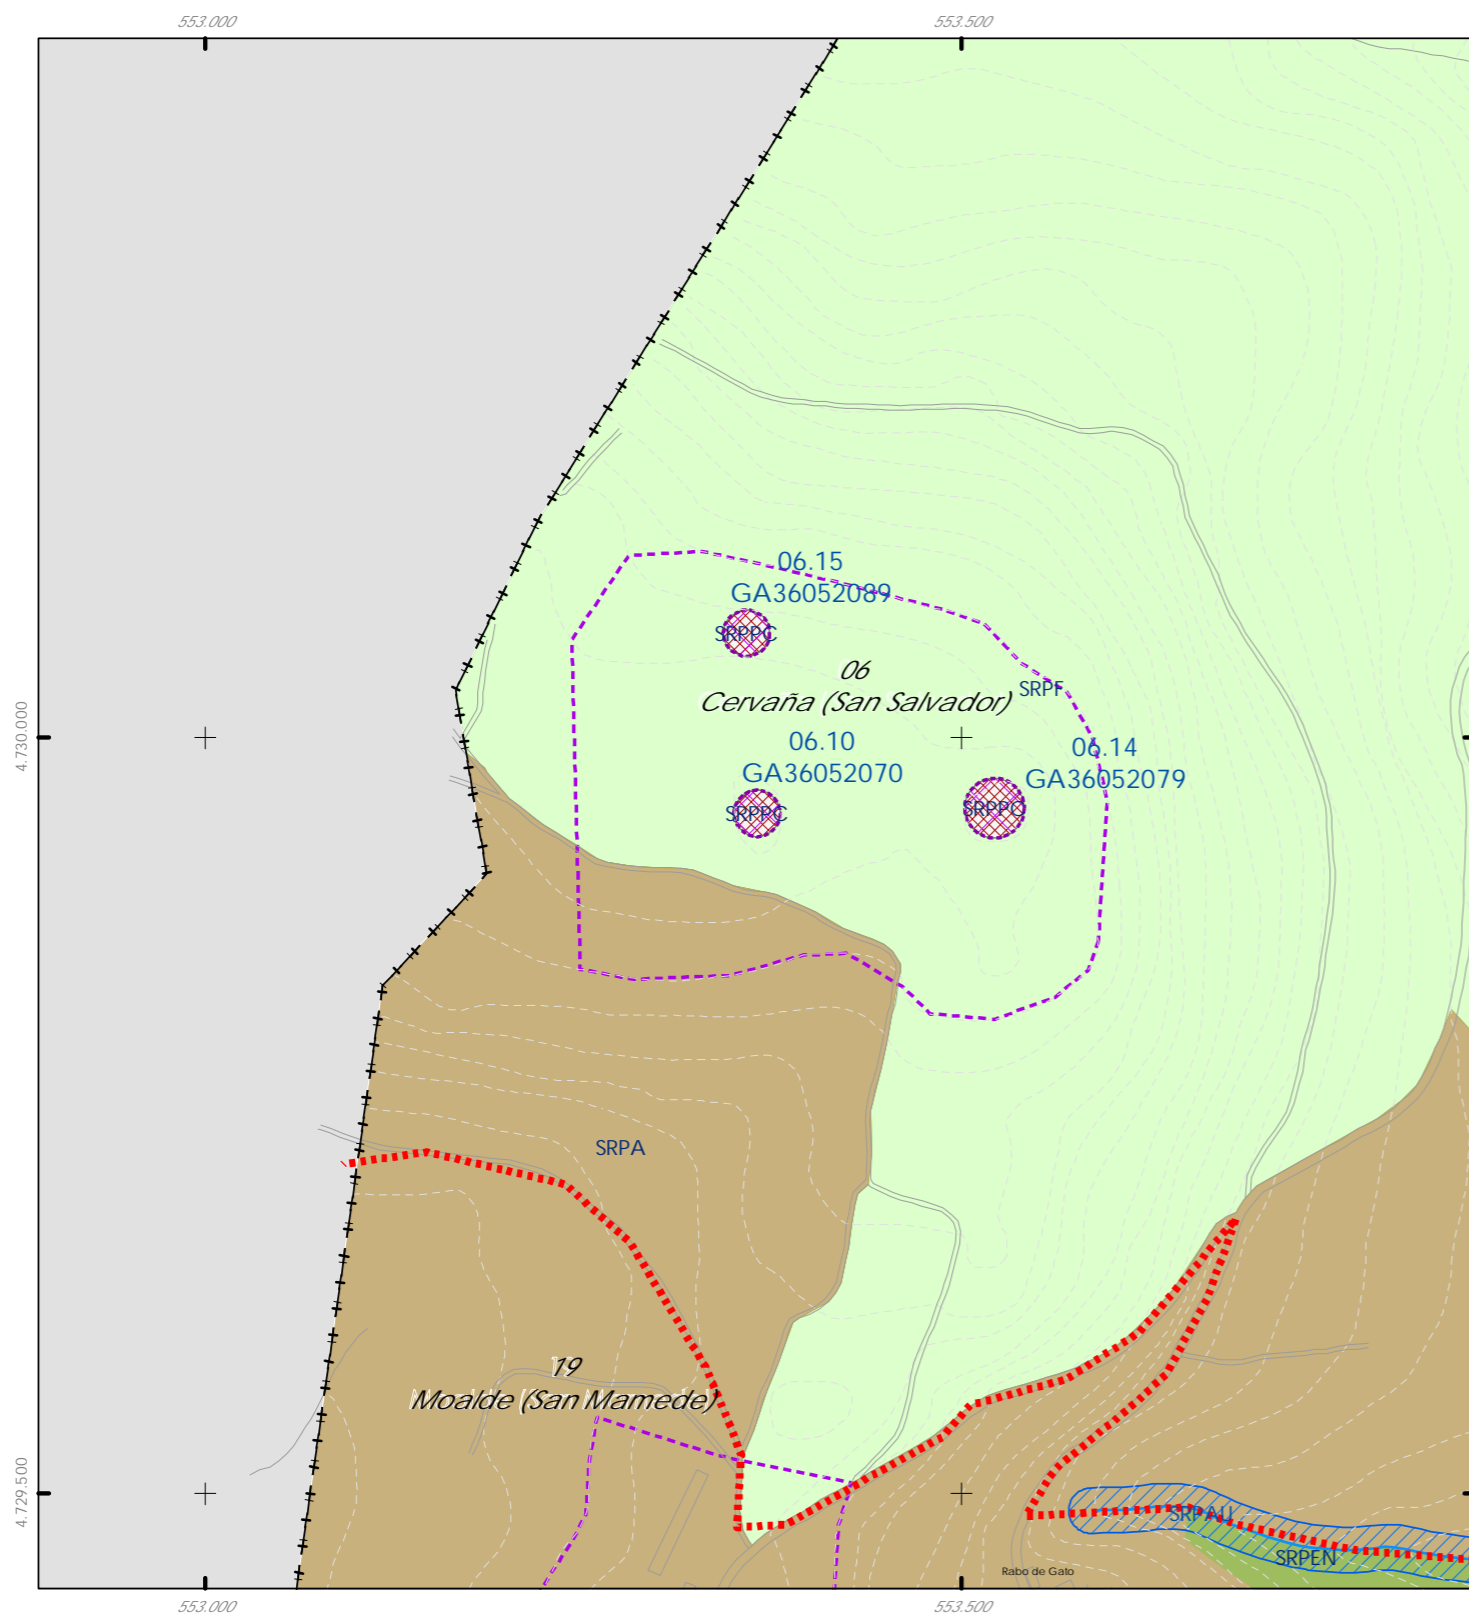 553.000
553.500
06.15
GA36052089
SRPPC
06
Cervaña (San Salvador)
SRPF
4.730.000
06.10
GA36052070
06.14
GA36052079
SRPPC
SRPPC
SRPA
19
Moalde (San Mamede)
4.729.500
SRPAU
SRPEN
Rabo de Gato
553.000
553.500